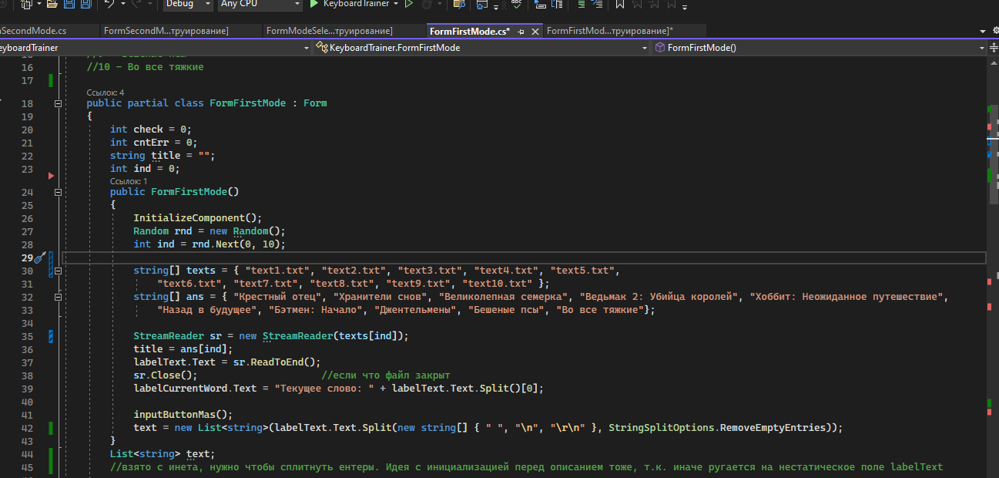 Debug Any CPU KeyboardTrainer
SecondMode.cs FormSecondM...труирование] FormModeSele...трурование] FormFirstMode.cs* FormFirstMod...труирование]*
eyboardTrainer KeyboardTrainer.FormFirstMode FormFirstMode()
16 //10 - Во все тяжкие
17
Ссылок: 4
18 public partial class FormFirstMode : Form
19 {
20 int check = 0;
21 int cntErr = 0;
22 string title = "";
23 int ind = 0;
Ссылок: 1
24 public FormFirstMode()
25 {
26 InitializeComponent();
27 Random rnd = new Random();
28 int ind = rnd.Next(0, 10);
29
30 string[] texts = { "text1.txt", "text2.txt", "text3.txt", "text4.txt", "text5.txt",
31 "text6.txt", "text7.txt", "text8.txt", "text9.txt", "text10.txt" };
32 string[] ans = { "Крестный отец", "Хранители снов", "Великолепная семерка", "Ведьмак 2: Убийца королей", "Хоббит: Неожиданное путешествие",
33 "Назад в будущее", "Бэтмен: Начало", "Джентельмены", "Бешеные псы", "Во все тяжкие"};
34
35 StreamReader sr = new StreamReader(texts[ind]);
36 title = ans[ind];
37 labelText.Text = sr.ReadToEnd();
38 sr.Close(); //если что файл закрыт
39 labelCurrentWord.Text = "Текущее слово: " + labelText.Text.Split()[0];
40
41 inputButtonMas();
42 text = new List<string>(labelText.Text.Split(new string[] { " ", "\n", "\r\n" }, StringSplitOptions.RemoveEmptyEntries));
43 }
44 List<string> text;
45 //взято с инета, нужно чтобы сплитнуть ентеры. Идея с инициализацией перед описанием тоже, т.к. иначе ругается на нестатическое поле labelText